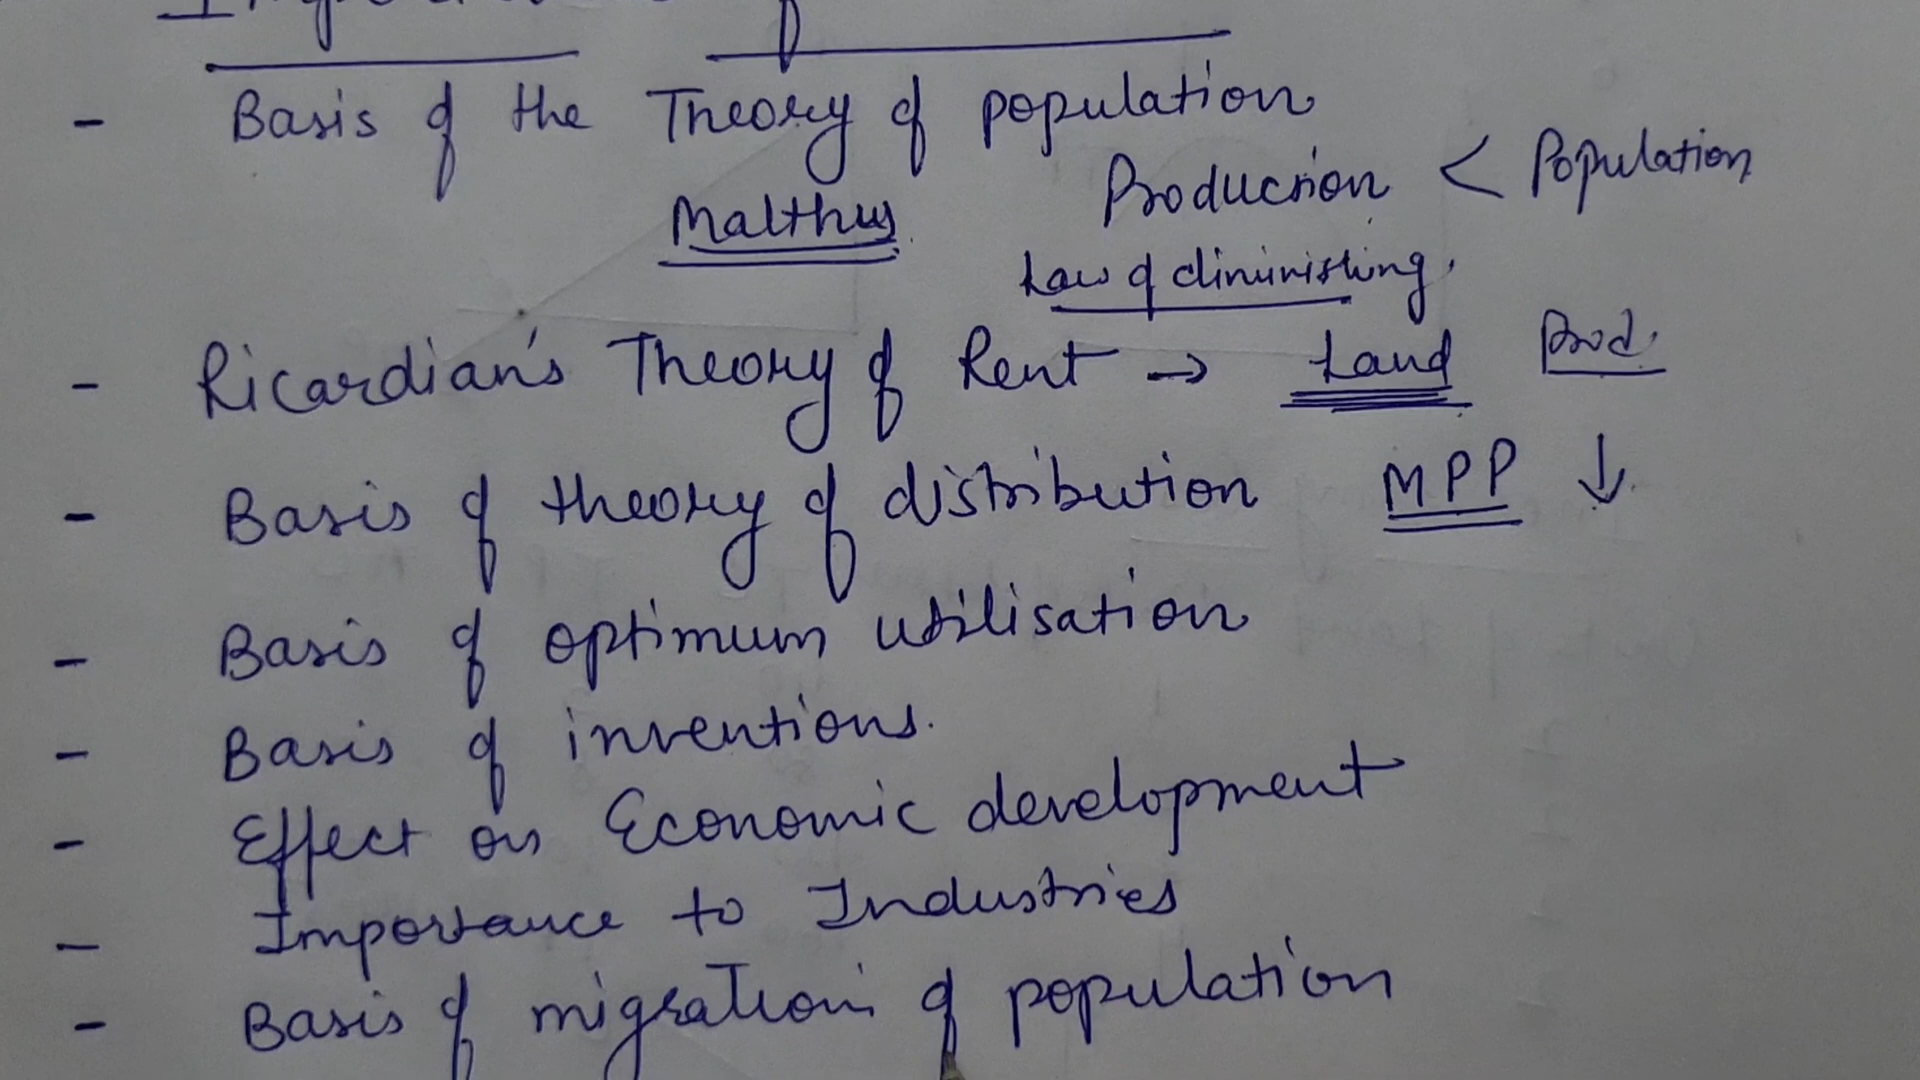 - Basis of the Theory of population
Malthus
Production < Population
Law of diminishing
- Ricardian's Theory of Rent → Land Prod.
- Basis of theory of distribution MPP ↓
- Basis of optimum utilisation
- Basis of inventions.
- Effect on Economic development
- Importance to Industries
- Basis of migration of population